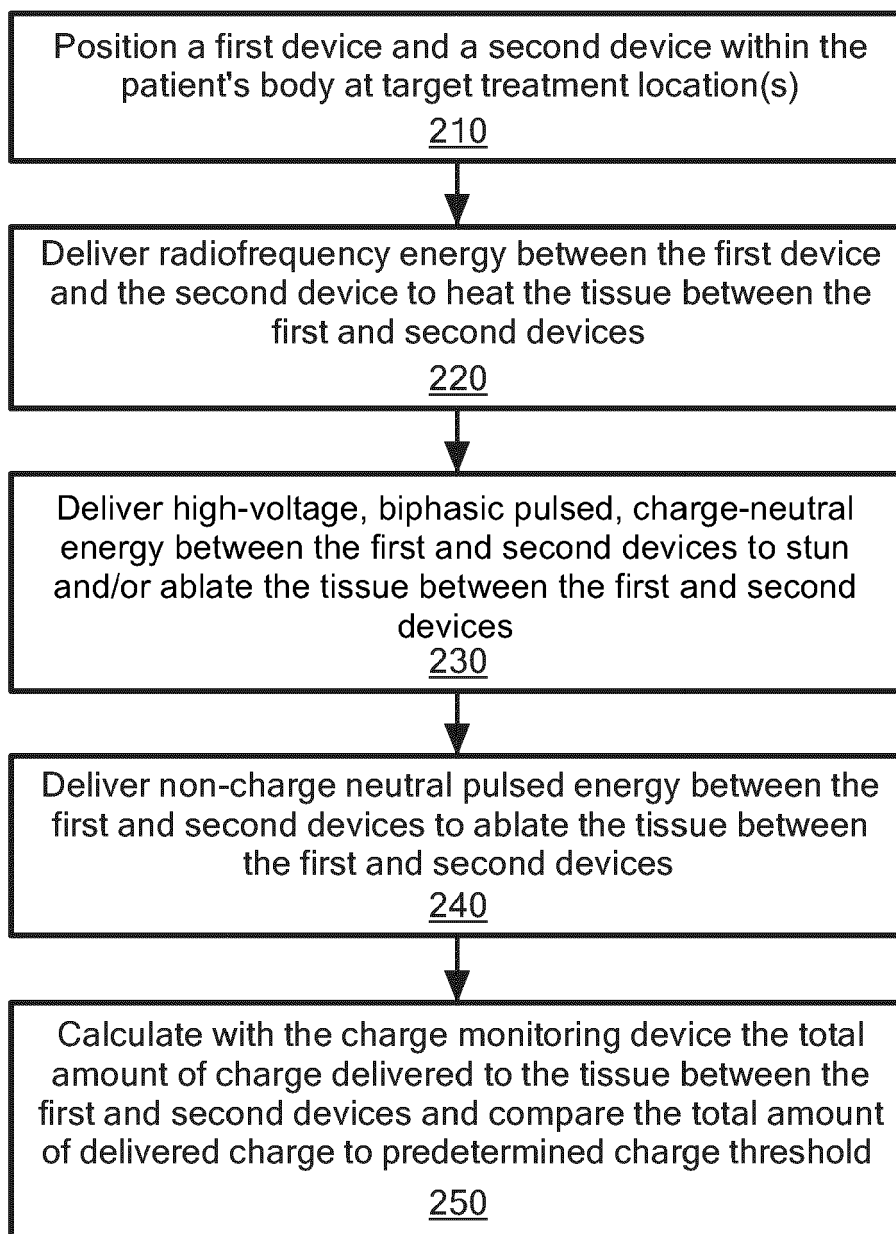 Position a first device and a second device within the
patient's body at target treatment location(s)
210
Deliver radiofrequency energy between the first device
and the second device to heat the tissue between the
first and second devices
220
Deliver high-voltage, biphasic pulsed, charge-neutral
energy between the first and second devices to stun
and/or ablate the tissue between the first and second
devices
230
Deliver non-charge neutral pulsed energy between the
first and second devices to ablate the tissue between
the first and second devices
240
Calculate with the charge monitoring device the total
amount of charge delivered to the tissue between the
first and second devices and compare the total amount
of delivered charge to predetermined charge threshold
250